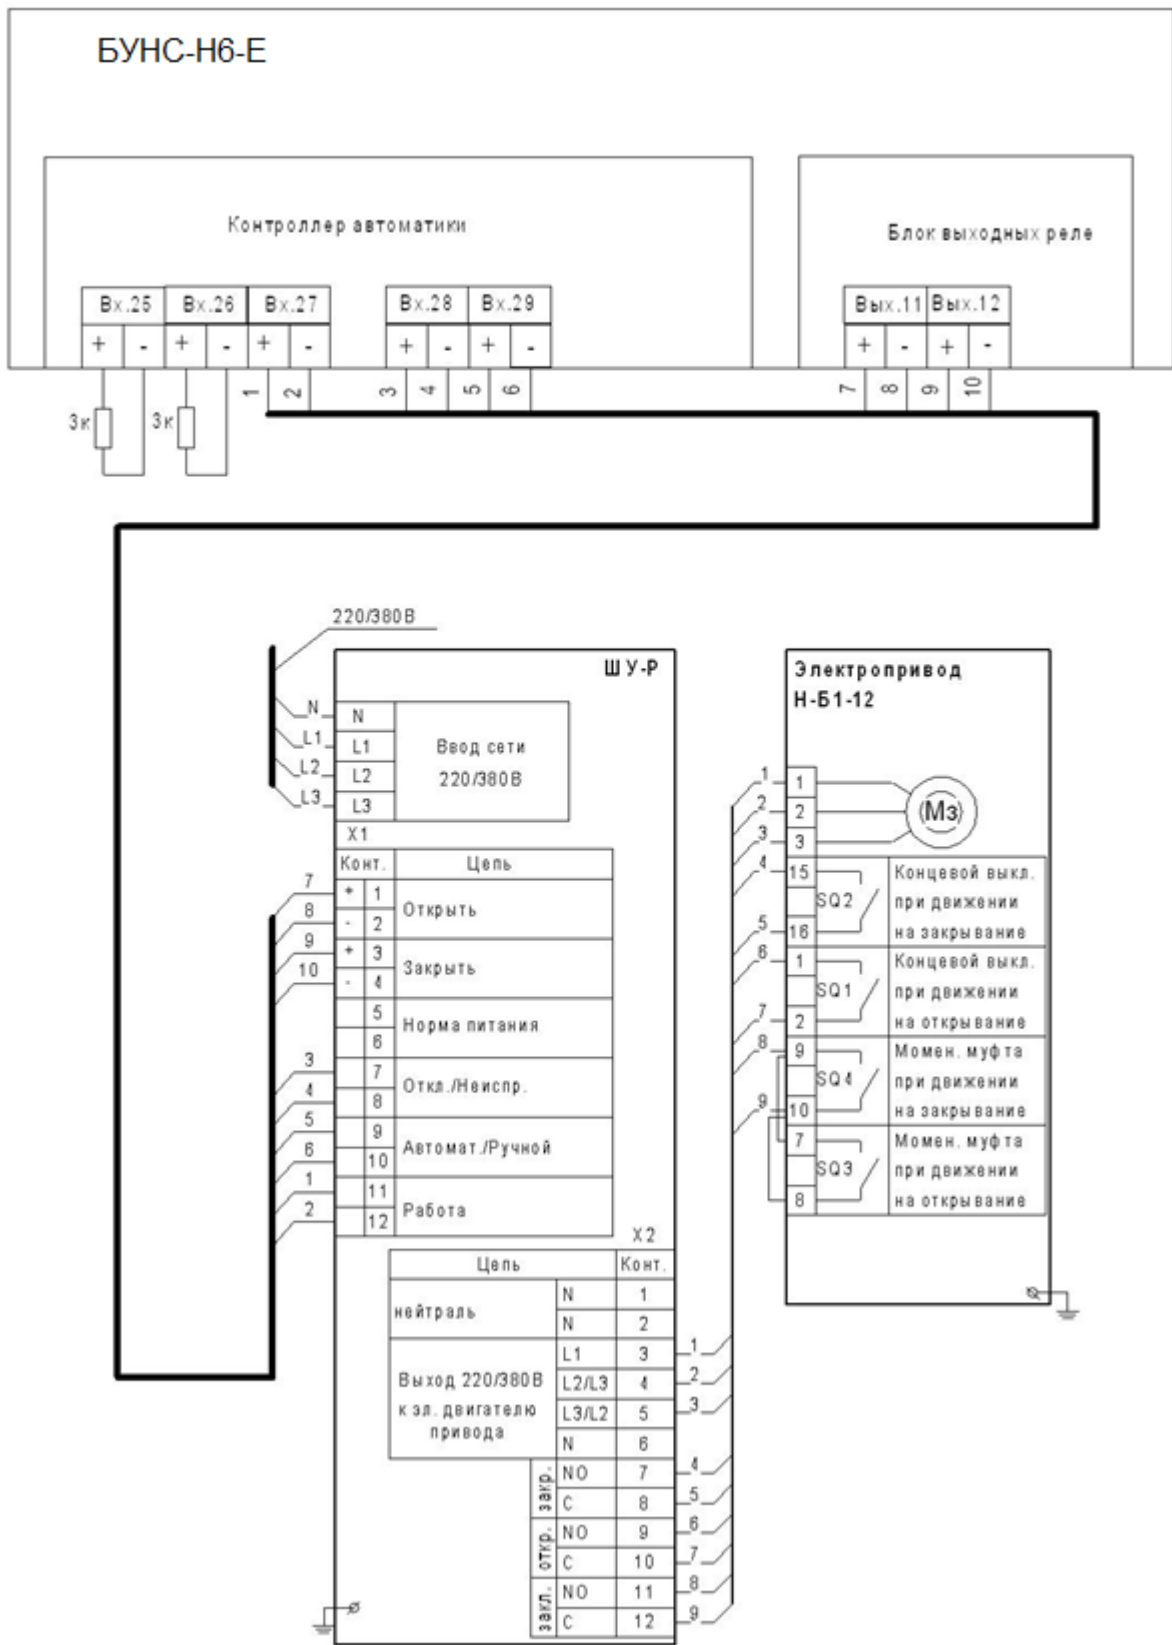 БУНС-Н6-Е
Контроллер автоматики
Блок выходных реле
Вх.25 Вх.26 Вх.27 Вх.28 Вх.29 Вых.11 Вых.12
+ - + - + - + - + - + - + -
1 2 3 4 5 6 7 8 9 10
3к 3к
220/380В
ШУ-Р
N N
L1 L1
L2 L2
L3 L3
Ввод сети
220/380В
X1
Конт. Цепь
7 + 1
8 - 2
Открыть
9 + 3
10 - 4
Закрыть
5
6
Норма питания
3 7
4 8
Откл./Неиспр.
5 9
6 10
Автомат./Ручной
1 11
2 12
Работа
X2
Цепь Конт.
нейтраль
N 1
N 2
Выход 220/380В
к эл. двигателю
привода
L1 3 1
L2/L3 4 2
L3/L2 5 3
N 6
закр.
NO 7 4
C 8 5
откр.
NO 9 6
C 10 7
закл.
NO 11 8
C 12 9
Электропривод
Н-Б1-12
1 1
2 2
3 3
(Мз)
4 15
5 16
SQ2
Концевой выкл.
при движении
на закрывание
6 1
7 2
SQ1
Концевой выкл.
при движении
на открывание
8 9
9 10
SQ4
Момен. муфта
при движении
на закрывание
7
8
SQ3
Момен. муфта
при движении
на открывание